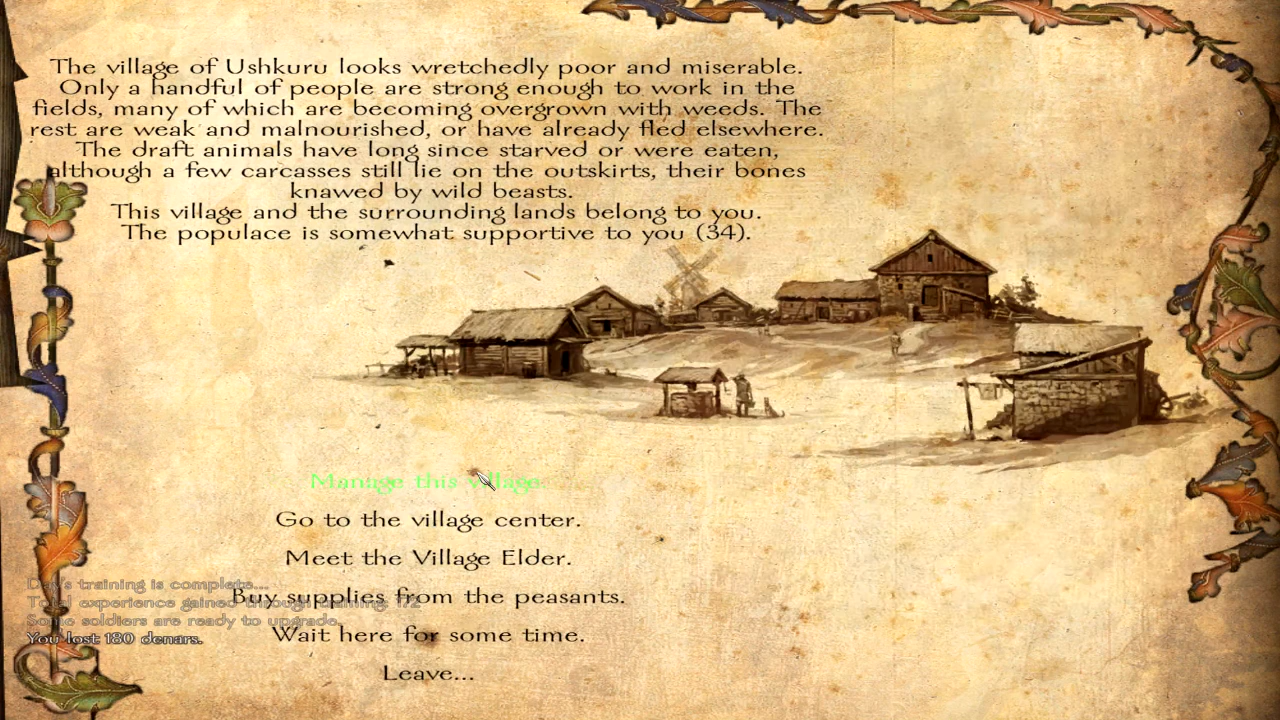 The village of Ushkuru looks wretchedly poor and miserable.
Only a handful of people are strong enough to work in the
fields, many of which are becoming overgrown with weeds. The
rest are weak and malnourished, or have already fled elsewhere.
The draft animals have long since starved or were eaten,
although a few carcasses still lie on the outskirts, their bones
knawed by wild beasts.
This village and the surrounding lands belong to you.
The populace is somewhat supportive to you (34).
Manage this village.
Go to the village center.
Meet the Village Elder.
Buy supplies from the peasants.
Wait here for some time.
Leave...
Day's training is complete...
Total experience gained through training: 172
Some soldiers are ready to upgrade.
You lost 180 denars.